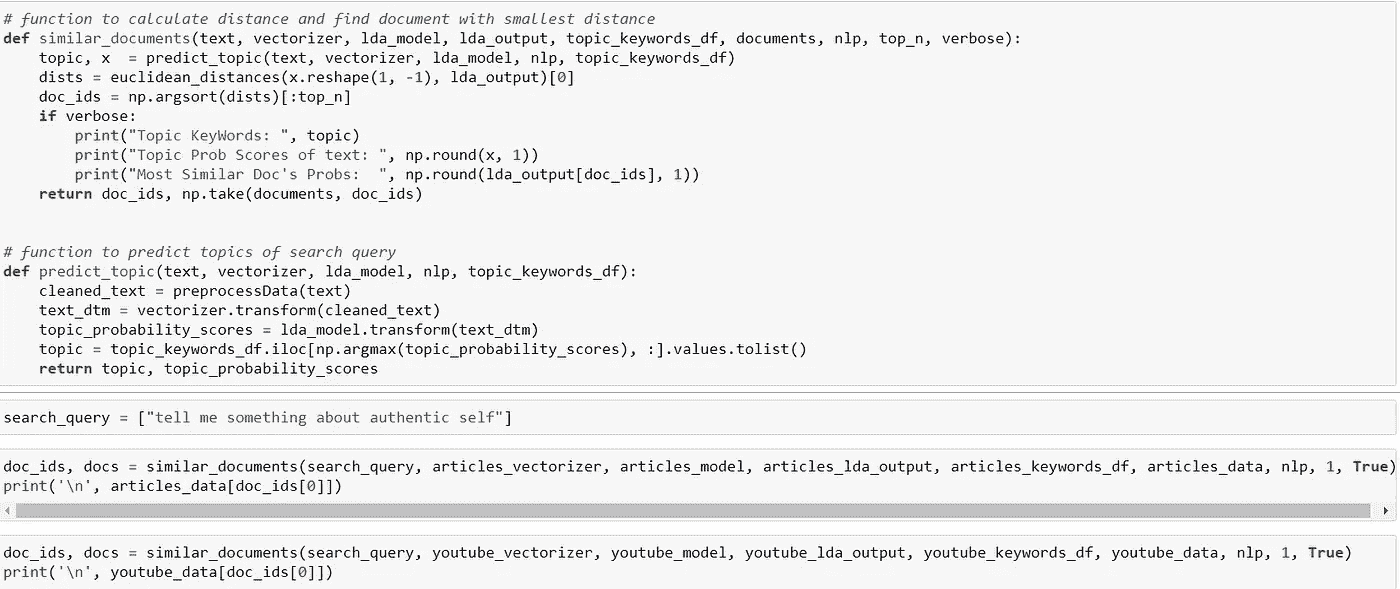 # function to calculate distance and find document with smallest distance
def similar_documents(text, vectorizer, lda_model, lda_output, topic_keywords_df, documents, nlp, top_n, verbose):
    topic, x  = predict_topic(text, vectorizer, lda_model, nlp, topic_keywords_df)
    dists = euclidean_distances(x.reshape(1, -1), lda_output)[0]
    doc_ids = np.argsort(dists)[:top_n]
    if verbose:
        print("Topic KeyWords: ", topic)
        print("Topic Prob Scores of text: ", np.round(x, 1))
        print("Most Similar Doc's Probs:  ", np.round(lda_output[doc_ids], 1))
    return doc_ids, np.take(documents, doc_ids)
# function to predict topics of search query
def predict_topic(text, vectorizer, lda_model, nlp, topic_keywords_df):
    cleaned_text = preprocessData(text)
    text_dtm = vectorizer.transform(cleaned_text)
    topic_probability_scores = lda_model.transform(text_dtm)
    topic = topic_keywords_df.iloc[np.argmax(topic_probability_scores), :].values.tolist()
    return topic, topic_probability_scores
search_query = ["tell me something about authentic self"]
doc_ids, docs = similar_documents(search_query, articles_vectorizer, articles_model, articles_lda_output, articles_keywords_df, articles_data, nlp, 1, True)
print('\n', articles_data[doc_ids[0]])
doc_ids, docs = similar_documents(search_query, youtube_vectorizer, youtube_model, youtube_lda_output, youtube_keywords_df, youtube_data, nlp, 1, True)
print('\n', youtube_data[doc_ids[0]])